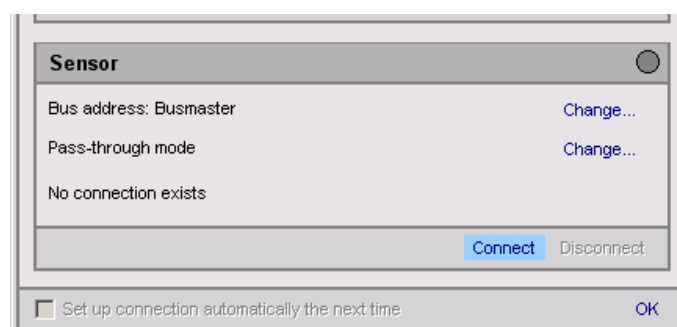 Sensor
Bus address: Busmaster Change...
Pass-through mode Change...
No connection exists
Connect Disconnect
Set up connection automatically the next time OK